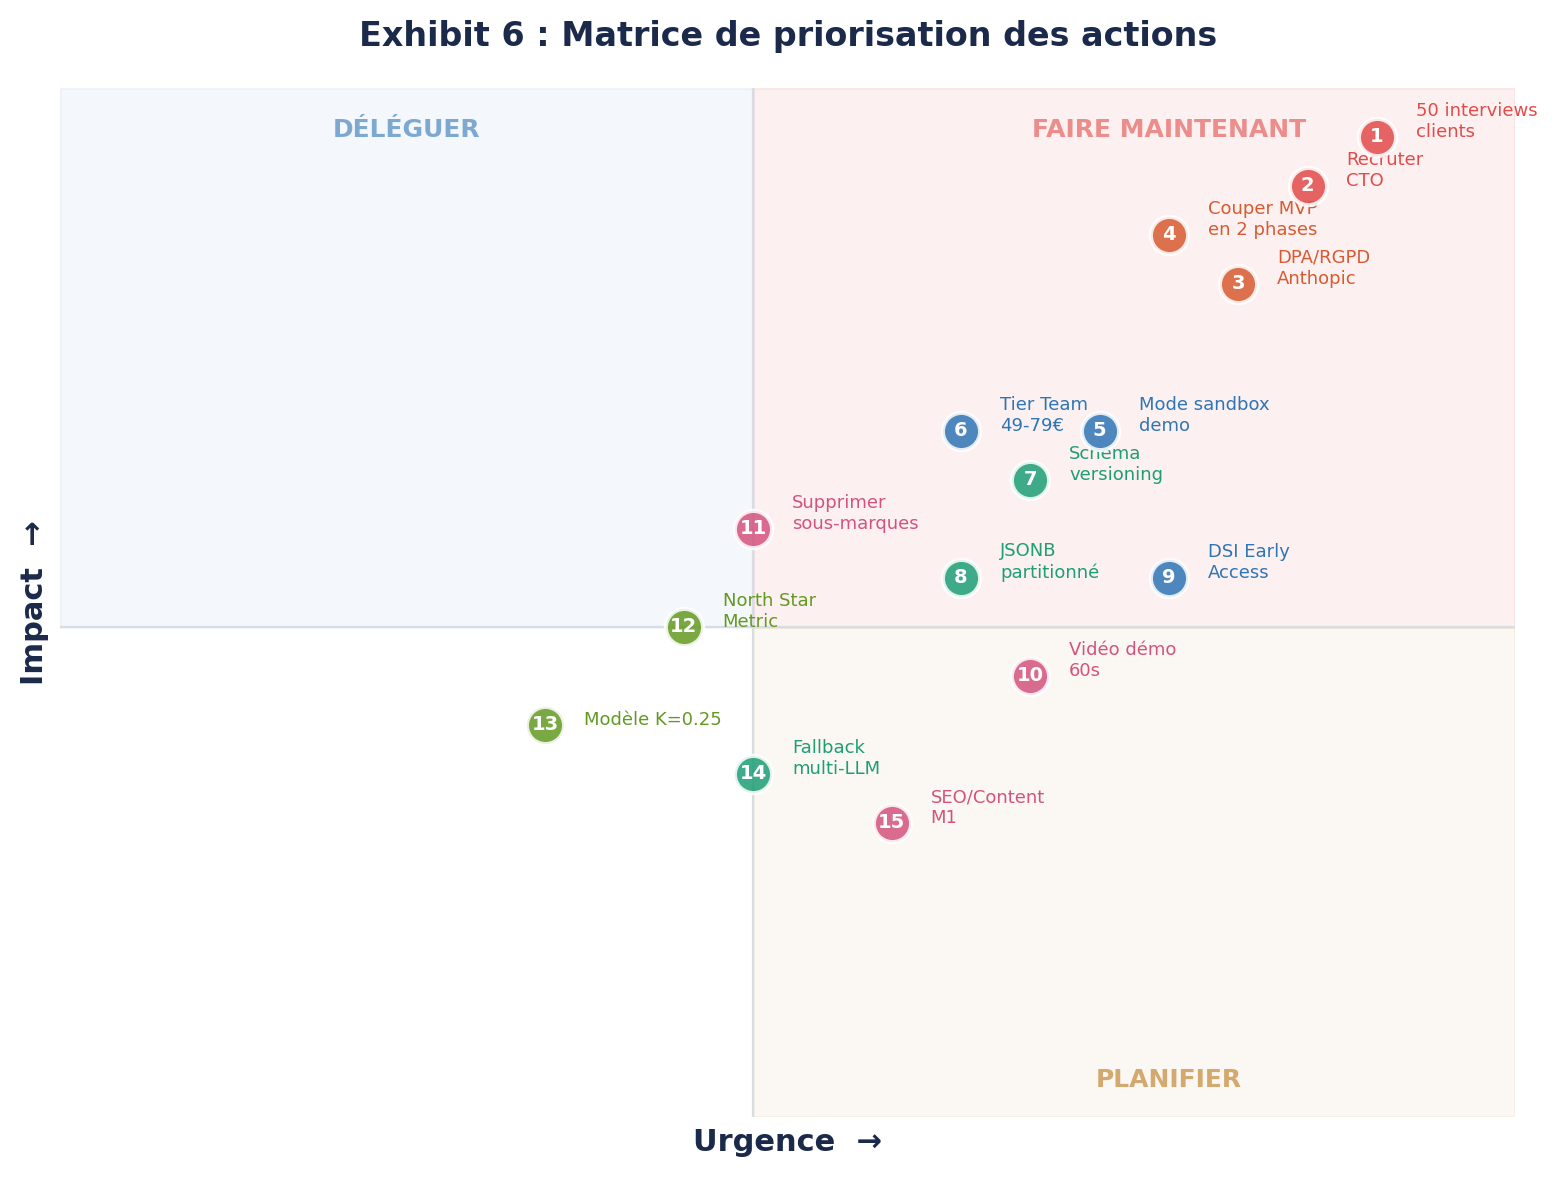 Exhibit 6 : Matrice de priorisation des actions
DÉLÉGUER
FAIRE MAINTENANT
1
50 interviews
clients
2
Recruter
CTO
4
Couper MVP
en 2 phases
3
DPA/RGPD
Anthopic
6
Tier Team
49-79€
5
Mode sandbox
demo
7
Schema
versioning
11
Supprimer
sous-marques
8
JSONB
partitionné
9
DSI Early
Access
12
North Star
Metric
10
Vidéo démo
60s
13
Modèle K=0.25
14
Fallback
multi-LLM
15
SEO/Content
M1
PLANIFIER
Impact →
Urgence →